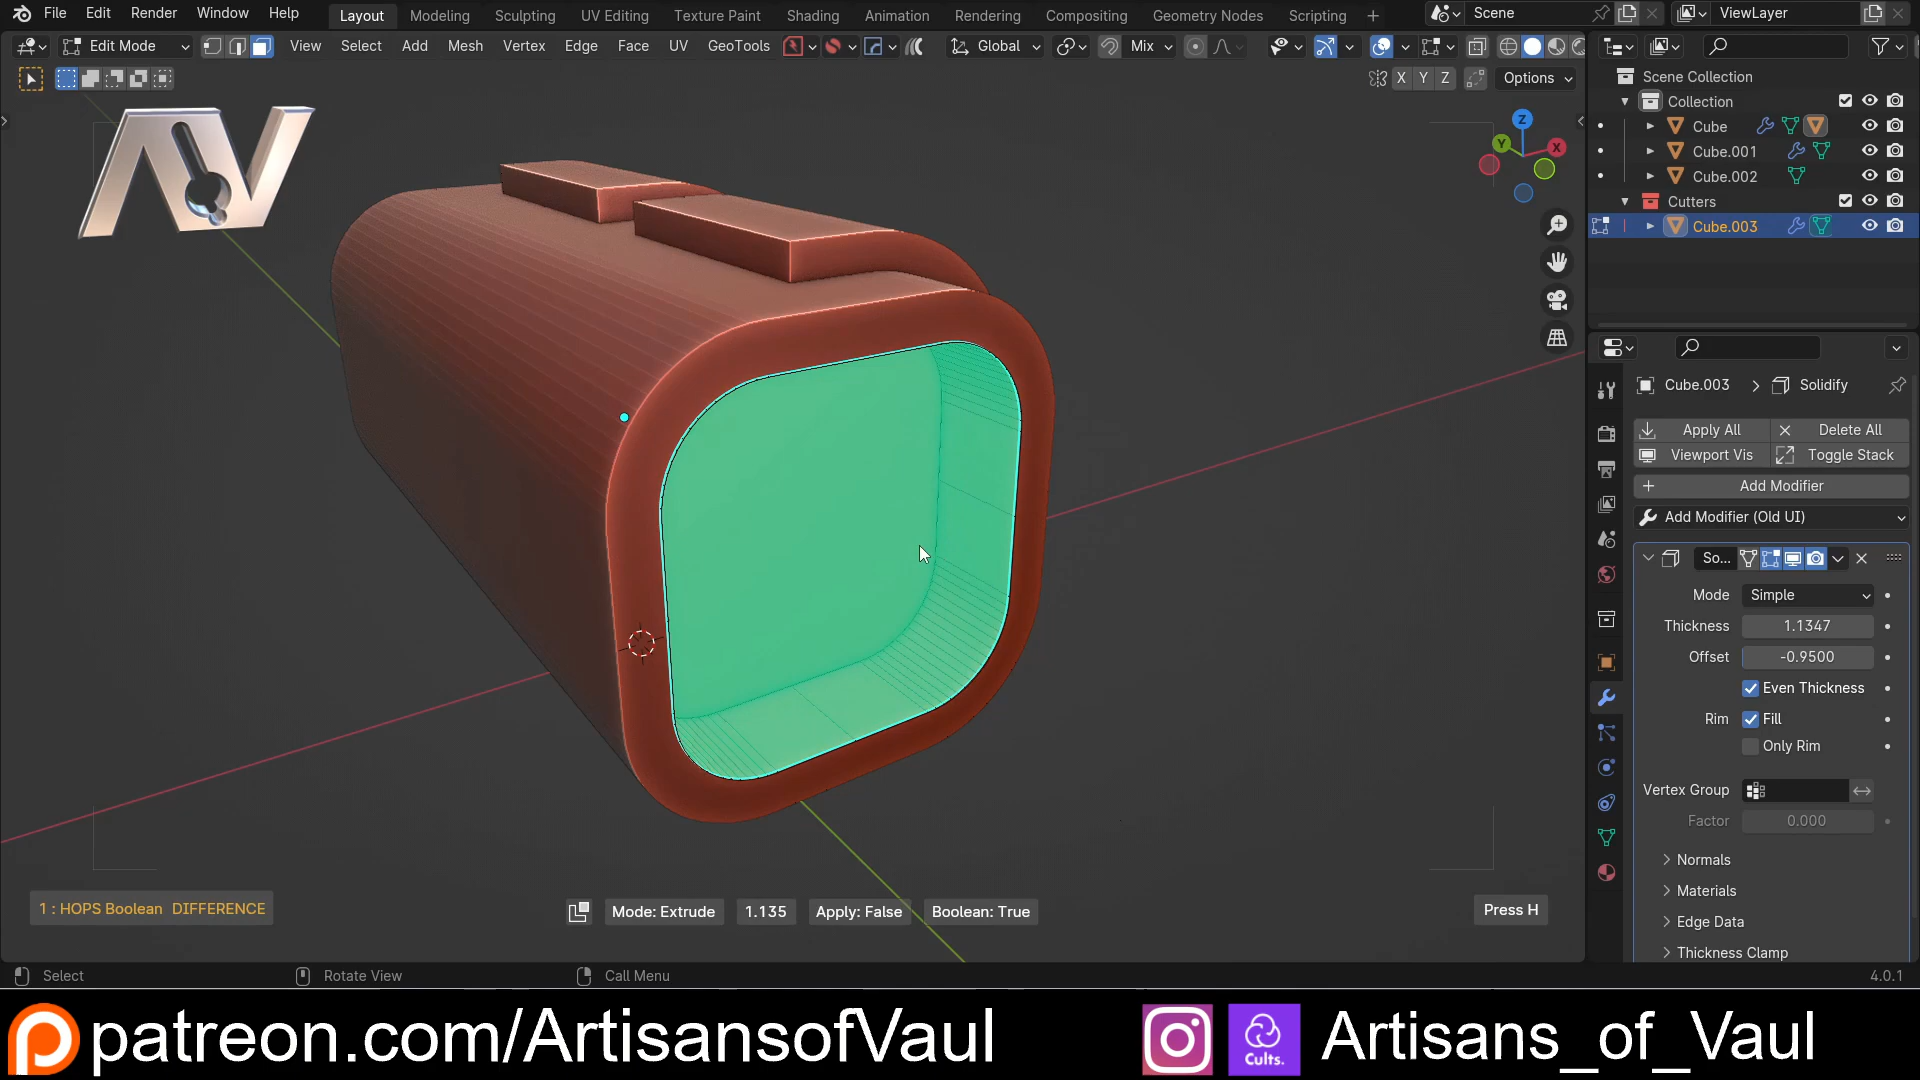 File Edit Render Window Help Layout Modeling Sculpting UV Editing Texture Paint Shading Animation Rendering Compositing Geometry Nodes Scripting + Scene ViewLayer
Edit Mode View Select Add Mesh Vertex Edge Face UV GeoTools Global Mix
X Y Z Options
Scene Collection
Collection
Cube
Cube.001
Cube.002
Cutters
Cube.003
AV
Z
Y X
Cube.003 > Solidify
Apply All Delete All
Viewport Vis Toggle Stack
+ Add Modifier
Add Modifier (Old UI)
So...
Mode Simple
Thickness 1.1347
Offset -0.9500
Even Thickness
Rim Fill
Only Rim
Vertex Group
Factor 0.000
Normals
Materials
Edge Data
Thickness Clamp
1 : HOPS Boolean DIFFERENCE
Mode: Extrude 1.135 Apply: False Boolean: True
Press H
Select Rotate View Call Menu 4.0.1
patreon.com/ArtisansofVaul
Cults.
Artisans_of_Vaul